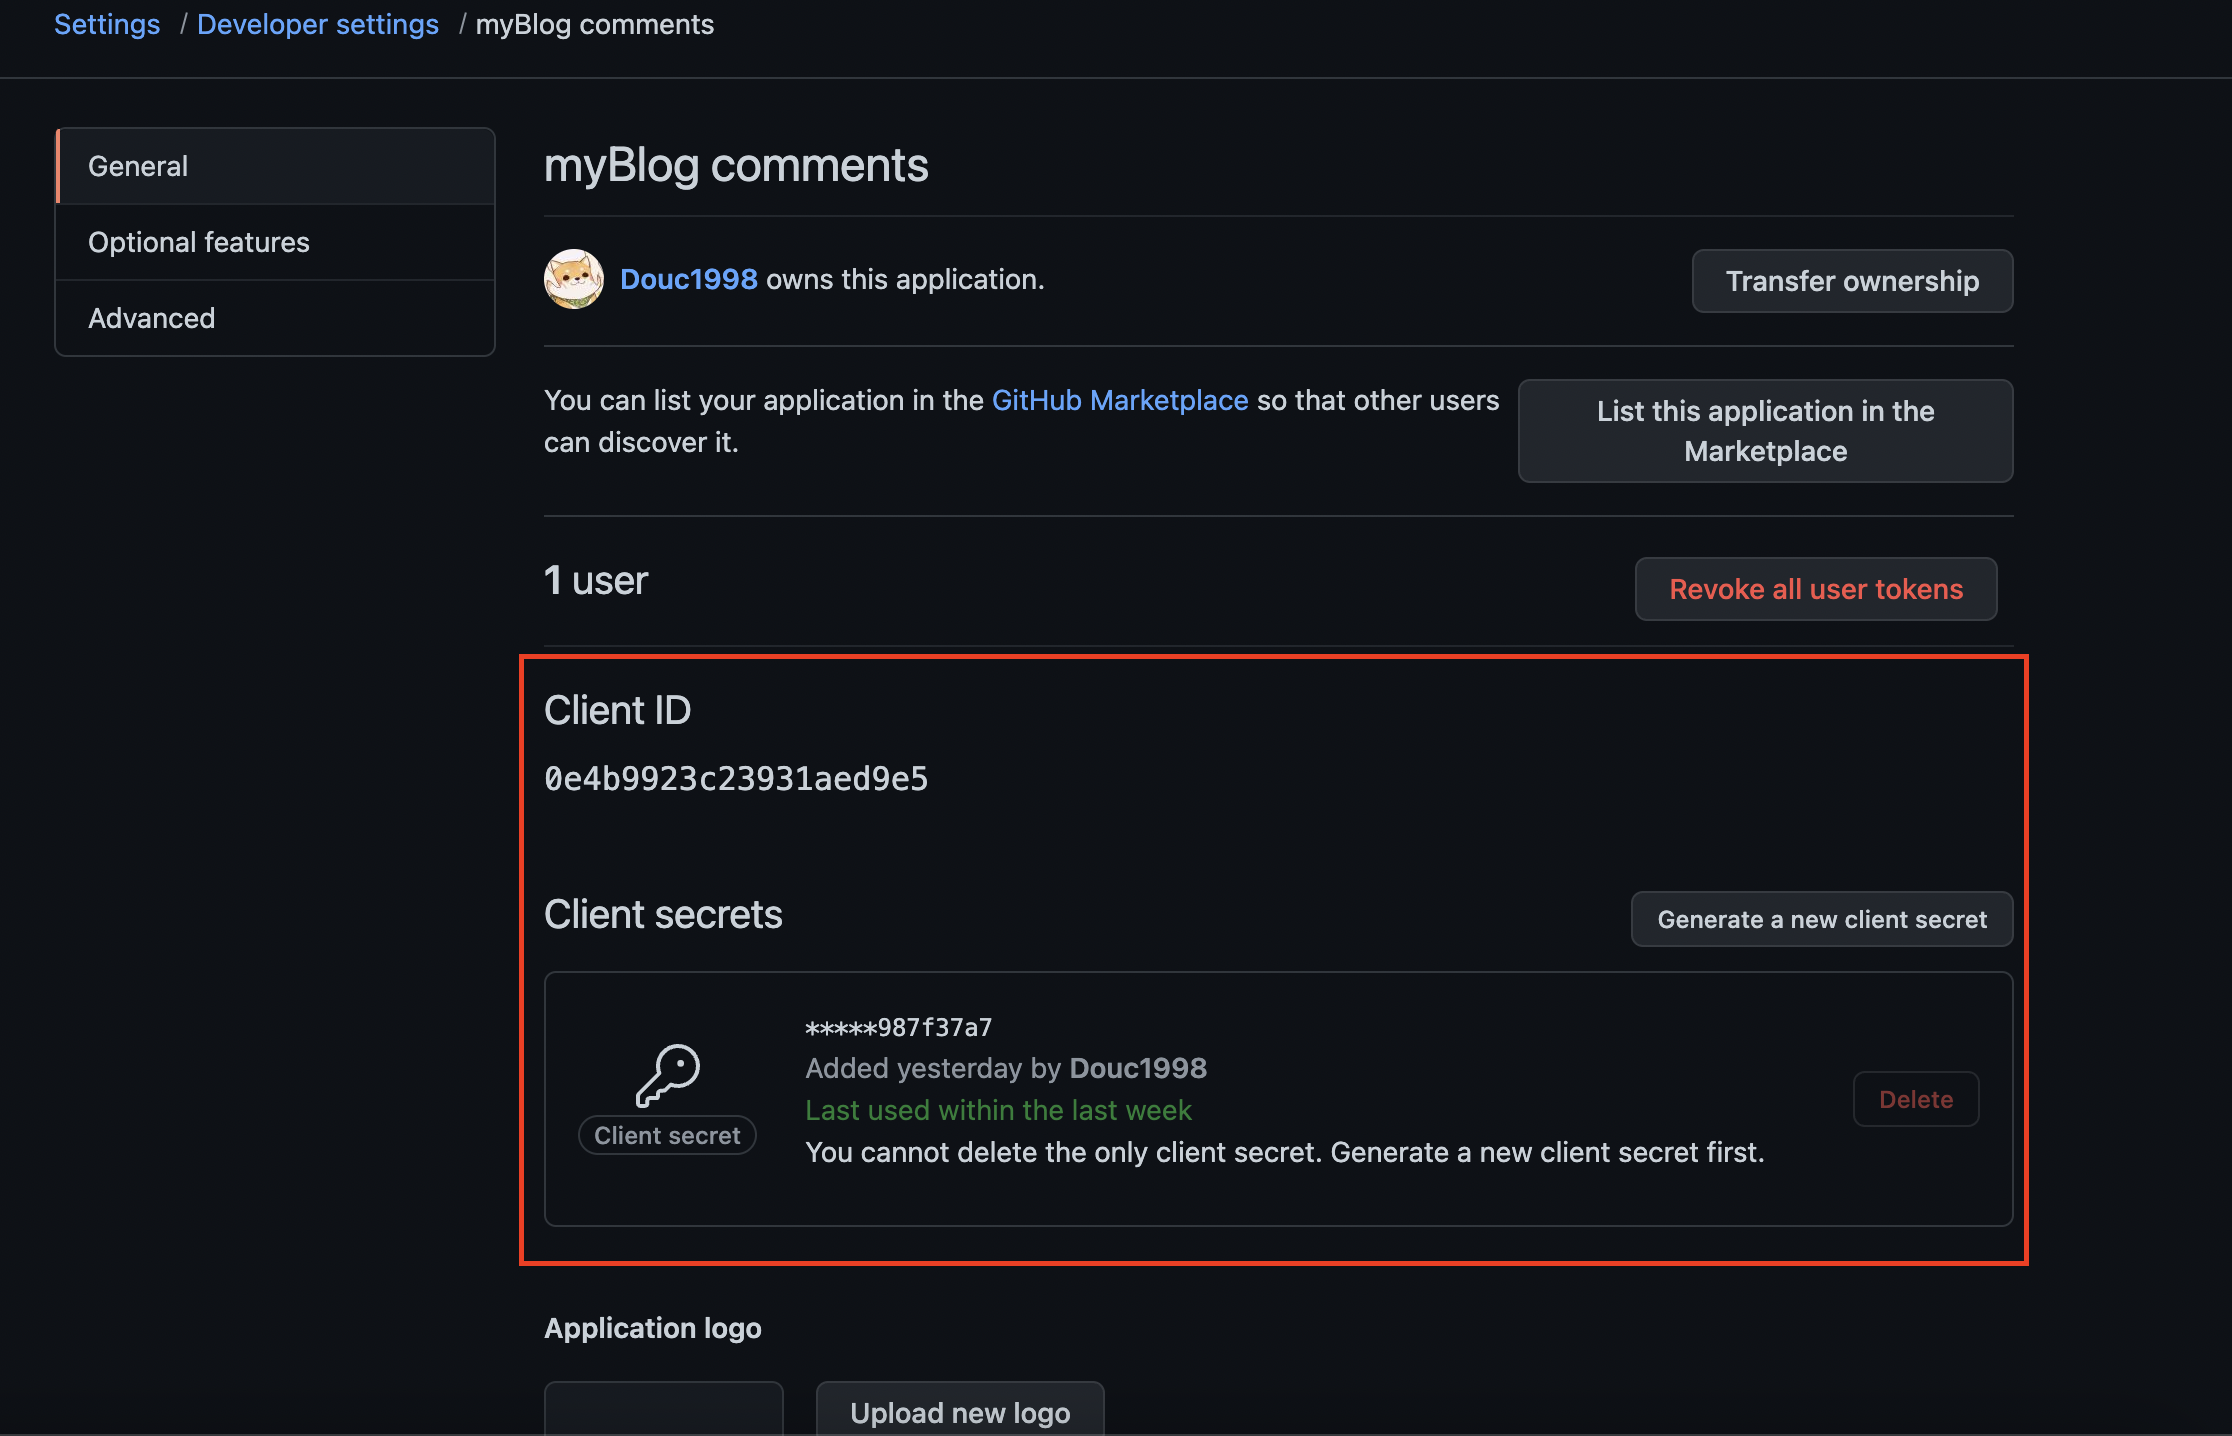 Settings / Developer settings / myBlog comments
General
Optional features
Advanced
myBlog comments
Douc1998 owns this application.
Transfer ownership
You can list your application in the GitHub Marketplace so that other users
can discover it.
List this application in the
Marketplace
1 user
Revoke all user tokens
Client ID
0e4b9923c23931aed9e5
Client secrets
Generate a new client secret
*****987f37a7
Added yesterday by Douc1998
Last used within the last week
You cannot delete the only client secret. Generate a new client secret first.
Client secret
Delete
Application logo
Upload new logo